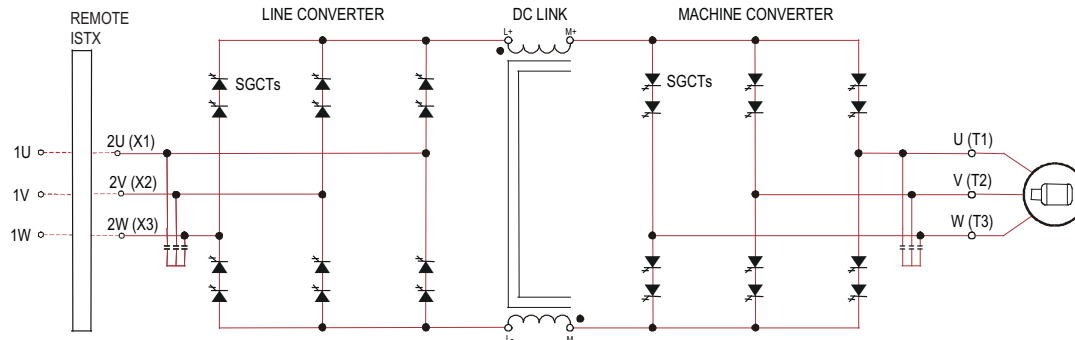 REMOTE
ISTX
LINE CONVERTER
DC LINK
MACHINE CONVERTER
L+
M+
SGCTs
SGCTs
1U
2U (X1)
U (T1)
1V
2V (X2)
V (T2)
1W
2W (X3)
W (T3)